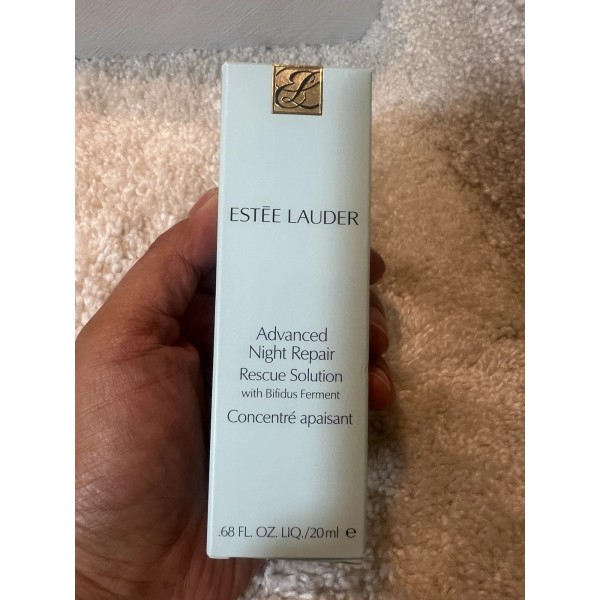 EL
ESTĒE LAUDER
Advanced
Night Repair
Rescue Solution
with Bifidus Ferment
Concentré apaisant
.68 FL. OZ. LIQ./20ml ℮